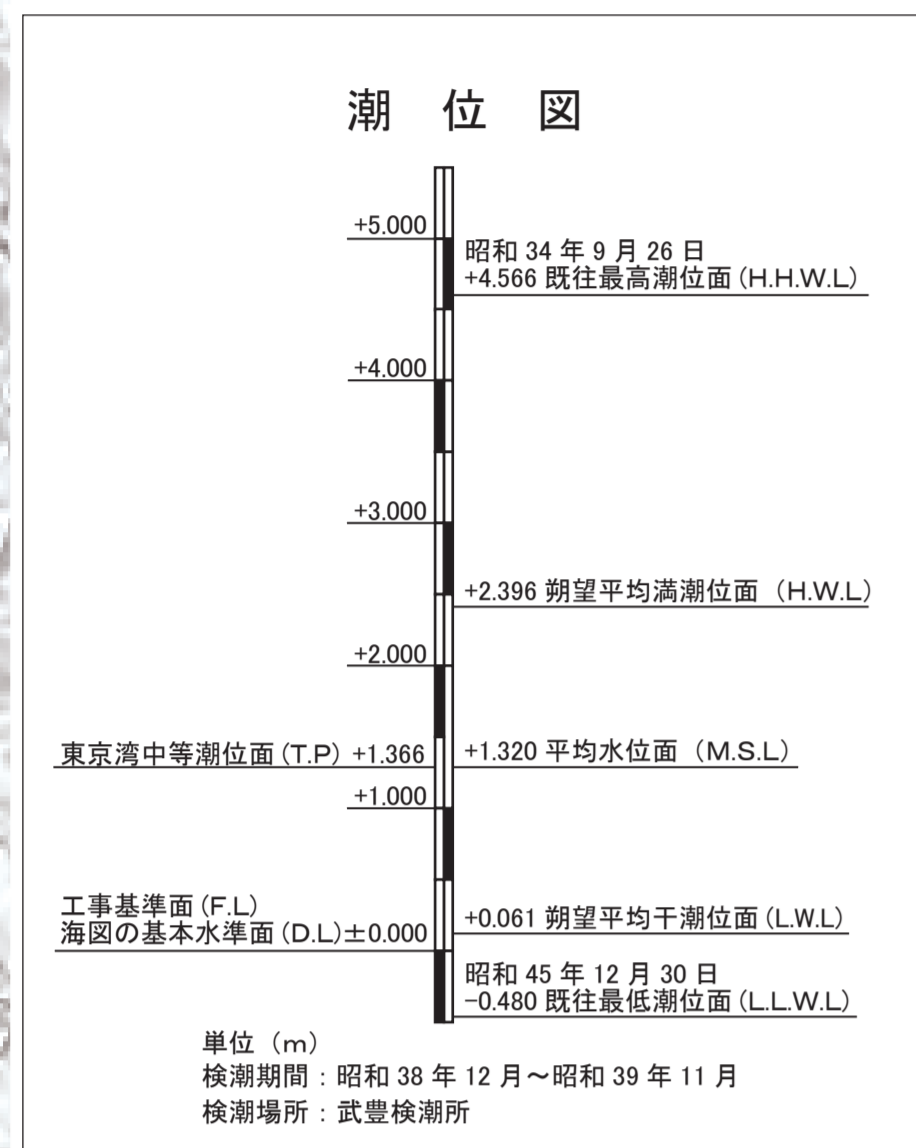 潮 位 図
+5.000
昭和 34 年 9 月 26 日
+4.566 既往最高潮位面 (H.H.W.L)
+4.000
+3.000
+2.396 朔望平均満潮位面 (H.W.L)
+2.000
東京湾中等潮位面 (T.P) +1.366
+1.320 平均水位面 (M.S.L)
+1.000
工事基準面 (F.L)
海図の基本水準面 (D.L) ±0.000
+0.061 朔望平均干潮位面 (L.W.L)
昭和 45 年 12 月 30 日
-0.480 既往最低潮位面 (L.L.W.L)
単位 (m)
検潮期間:昭和 38 年 12 月~昭和 39 年 11 月
検潮場所:武豊検潮所